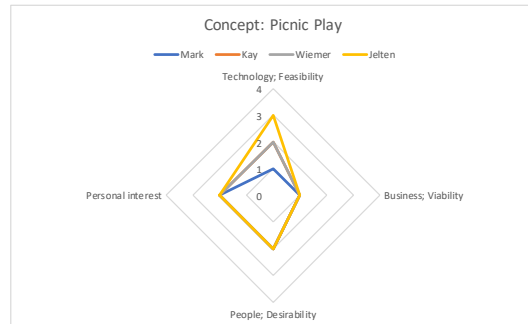 Concept: Picnic Play
Mark Kay Wiemer Jelten
Technology; Feasibility
4
3
2
1
Personal interest 0 Business; Viability
People; Desirability